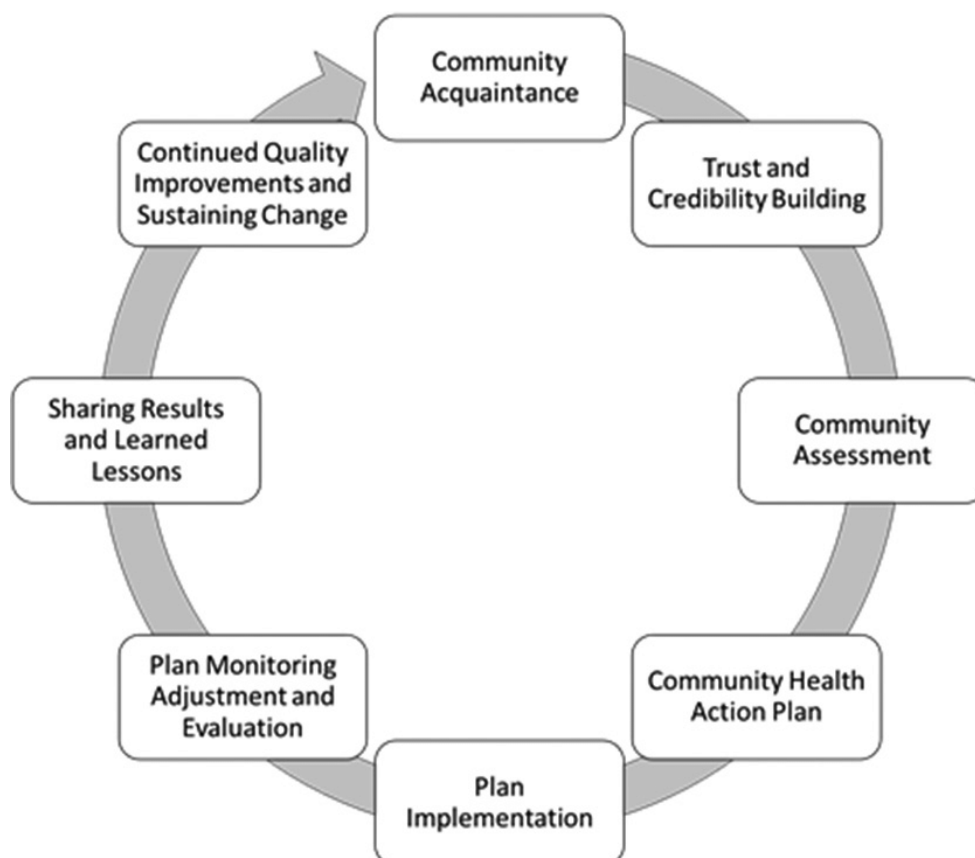 Community
Acquaintance
Trust and
Credibility Building
Community
Assessment
Community Health
Action Plan
Plan
Implementation
Plan Monitoring
Adjustment and
Evaluation
Sharing Results
and Learned
Lessons
Continued Quality
Improvements and
Sustaining Change